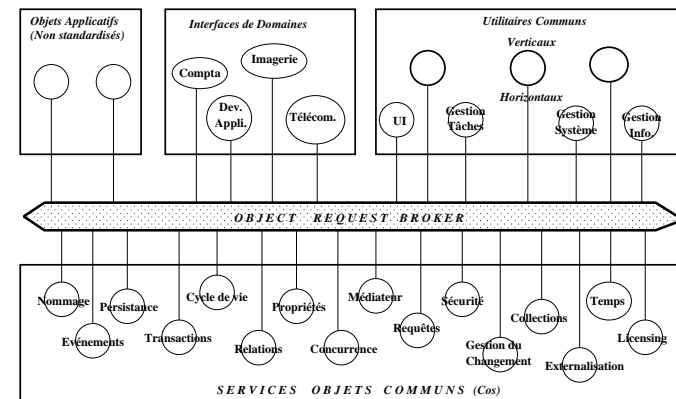 Objets Applicatifs
(Non standardisés)
Interfaces de Domaines
Utilitaires Communs
Verticaux
Imagerie
Compta
Horizontaux
Dev.
Appli.
Télécom.
UI
Gestion
Tâches
Gestion
Système
Gestion
Info.
OBJECT REQUEST BROKER
Nommage
Persistance
Cycle de vie
Propriétés
Médiateur
Sécurité
Collections
Temps
Evénements
Transactions
Relations
Concurrence
Requêtes
Gestion du
Changement
Externalisation
Licensing
SERVICES OBJETS COMMUNS (Cos)